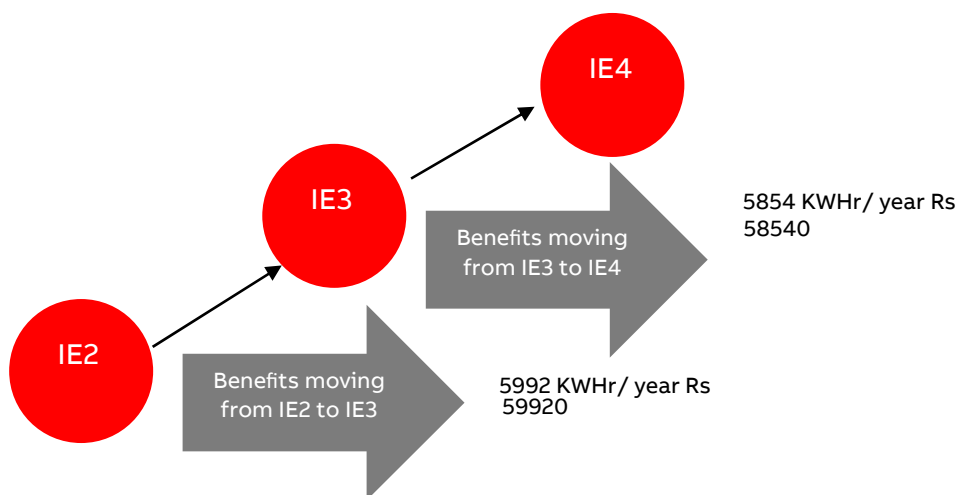 IE4
IE3
5854 KWHr/ year Rs
58540
Benefits moving
from IE3 to IE4
IE2
Benefits moving
from IE2 to IE3
5992 KWHr/ year Rs
59920